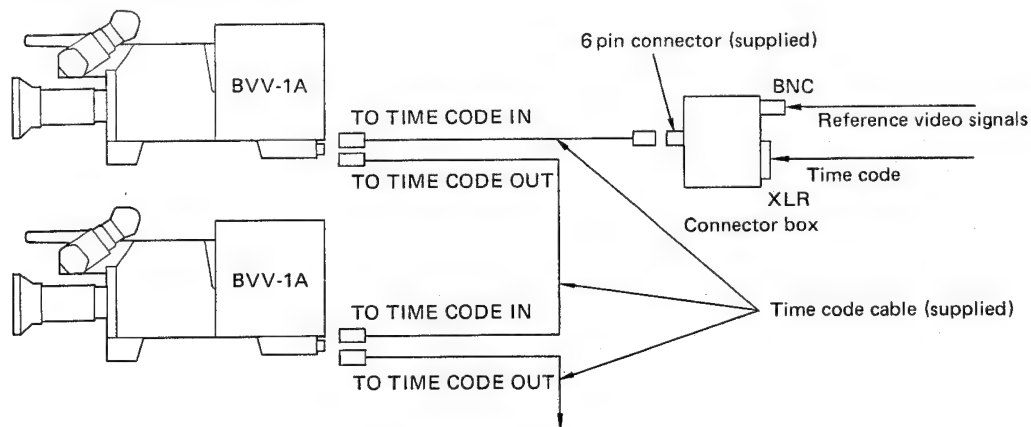 6 pin connector (supplied)
BVV-1A
BNC
TO TIME CODE IN
Reference video signals
TO TIME CODE OUT
Time code
XLR
Connector box
BVV-1A
TO TIME CODE IN
Time code cable (supplied)
TO TIME CODE OUT